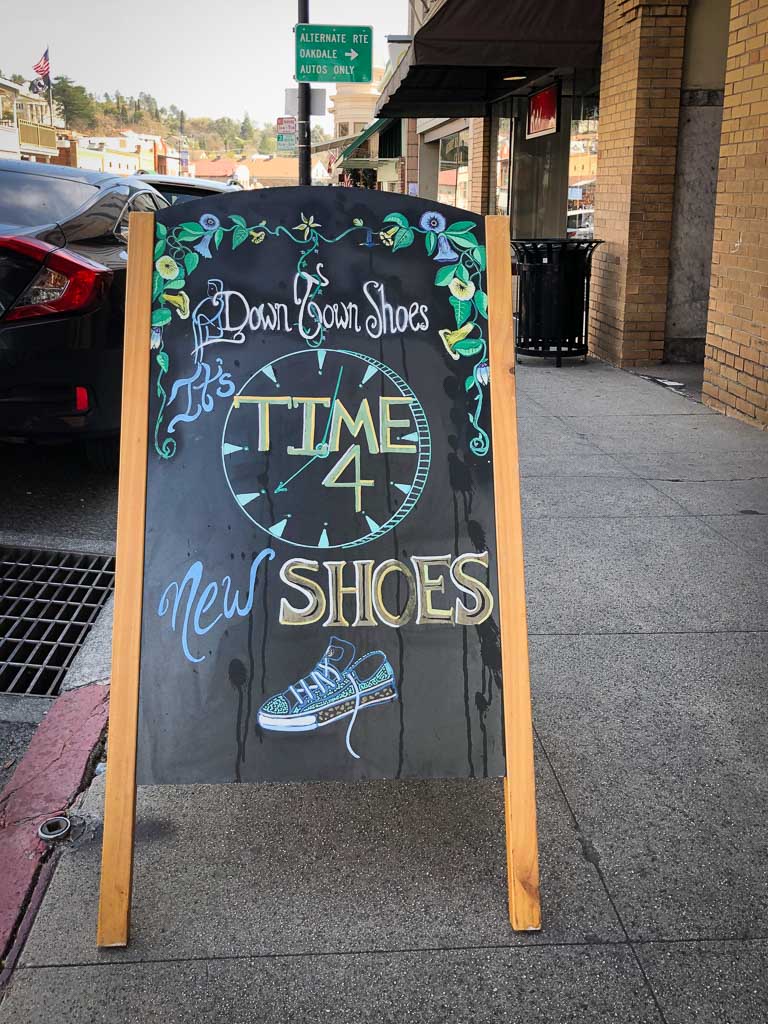 ALTERNATE RTE
OAKDALE →
AUTOS ONLY
Down Town Shoes
It's
TIME
4
New SHOES